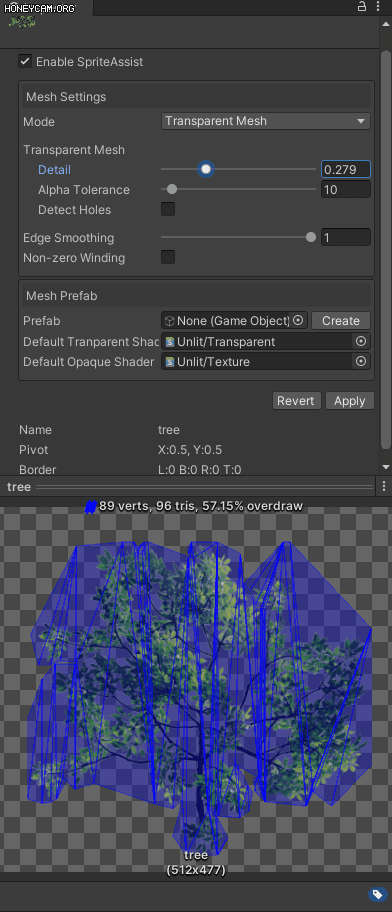 HONEYCAM.ORG
Enable SpriteAssist
Mesh Settings
Mode Transparent Mesh
Transparent Mesh
Detail 0.279
Alpha Tolerance 10
Detect Holes
Edge Smoothing 1
Non-zero Winding
Mesh Prefab
Prefab None (Game Object) Create
Default Tranparent Shad Unlit/Transparent
Default Opaque Shader Unlit/Texture
Revert Apply
Name tree
Pivot X:0.5, Y:0.5
Border L:0 B:0 R:0 T:0
tree
89 verts, 96 tris, 57.15% overdraw
tree
(512x477)